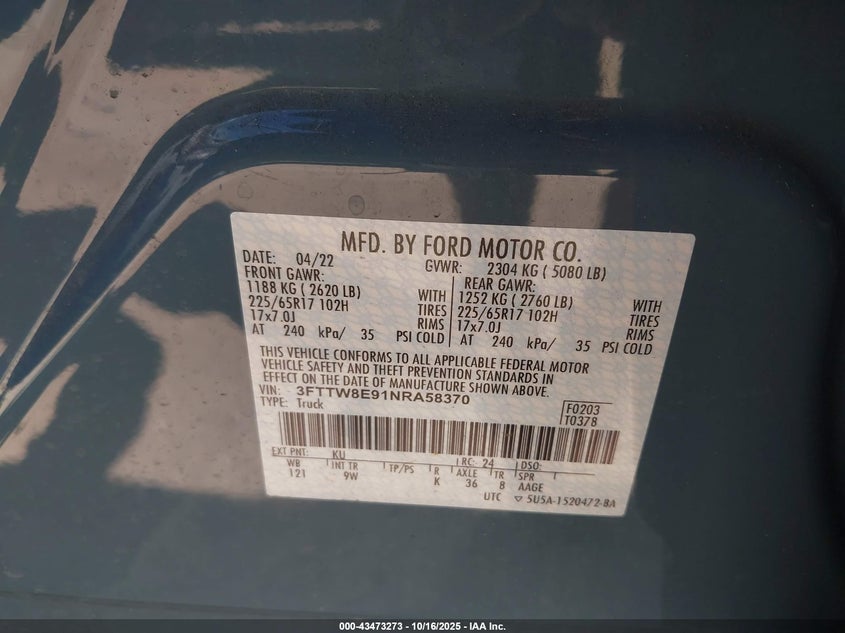 MFD. BY FORD MOTOR CO.
DATE: 04/22 GVWR: 2304 KG ( 5080 LB)
FRONT GAWR: REAR GAWR:
1188 KG ( 2620 LB) WITH 1252 KG ( 2760 LB) WITH
225/65R17 102H TIRES 225/65R17 102H TIRES
17x7.0J RIMS 17x7.0J RIMS
AT 240 kPa/ 35 PSI COLD AT 240 kPa/ 35 PSI COLD
THIS VEHICLE CONFORMS TO ALL APPLICABLE FEDERAL MOTOR
VEHICLE SAFETY AND THEFT PREVENTION STANDARDS IN
EFFECT ON THE DATE OF MANUFACTURE SHOWN ABOVE.
VIN: 3FTTW8E91NRA58370
TYPE: Truck
F0203
T0378
EXT PNT: KU RC: 24 DSO:
WB INT TR TP/PS R AXLE TR SPR
121 9W K 36 8 AAGE
UTC ▽ 5U5A-1520472-BA
000-43473273 - 10/16/2025 - IAA Inc.